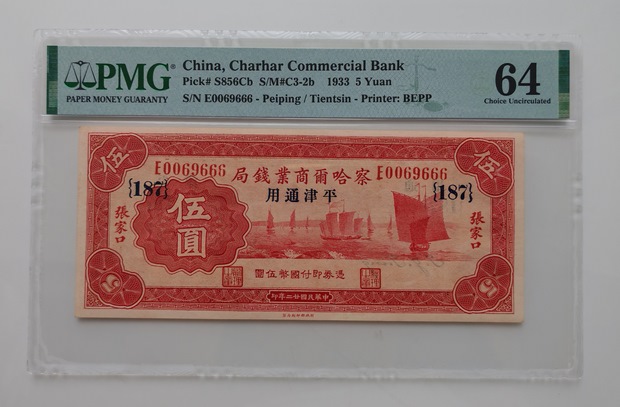 PMG
PAPER MONEY GUARANTY
China, Charhar Commercial Bank
Pick# S856Cb S/M#C3-2b 1933 5 Yuan
S/N E0069666 - Peiping / Tientsin - Printer: BEPP
64
Choice Uncirculated
伍
伍
E0069666
E0069666
局錢業商爾哈察
{187}
用通津平
{187}
伍圓
張家口
張家口
圓伍幣國付即券憑
印年二廿國民華中
5
5